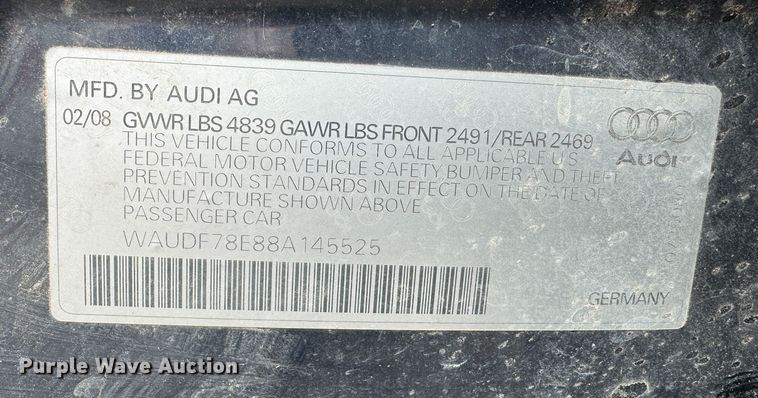 MFD. BY AUDI AG
02/08 GVWR LBS 4839 GAWR LBS FRONT 2491/REAR 2469
THIS VEHICLE CONFORMS TO ALL APPLICABLE U.S.
FEDERAL MOTOR VEHICLE SAFETY BUMPER AND THEFT
PREVENTION STANDARDS IN EFFECT ON THE DATE OF
MANUFACTURE SHOWN ABOVE
PASSENGER CAR
WAUDF78E88A145525
Audi
GERMANY
Purple Wave Auction